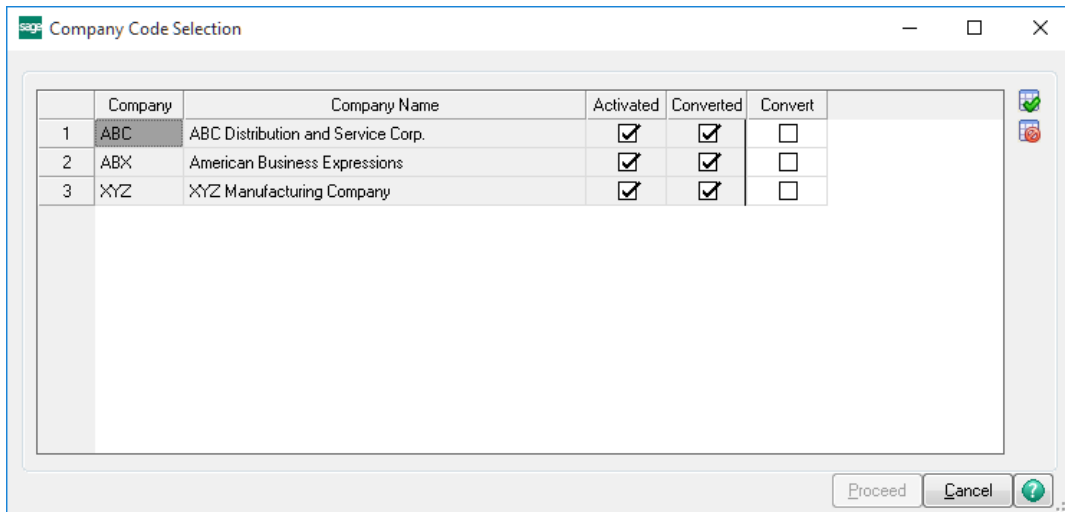 sage Company Code Selection
Company Company Name Activated Converted Convert
1 ABC ABC Distribution and Service Corp.
2 ABX American Business Expressions
3 XYZ XYZ Manufacturing Company
Proceed Cancel ?